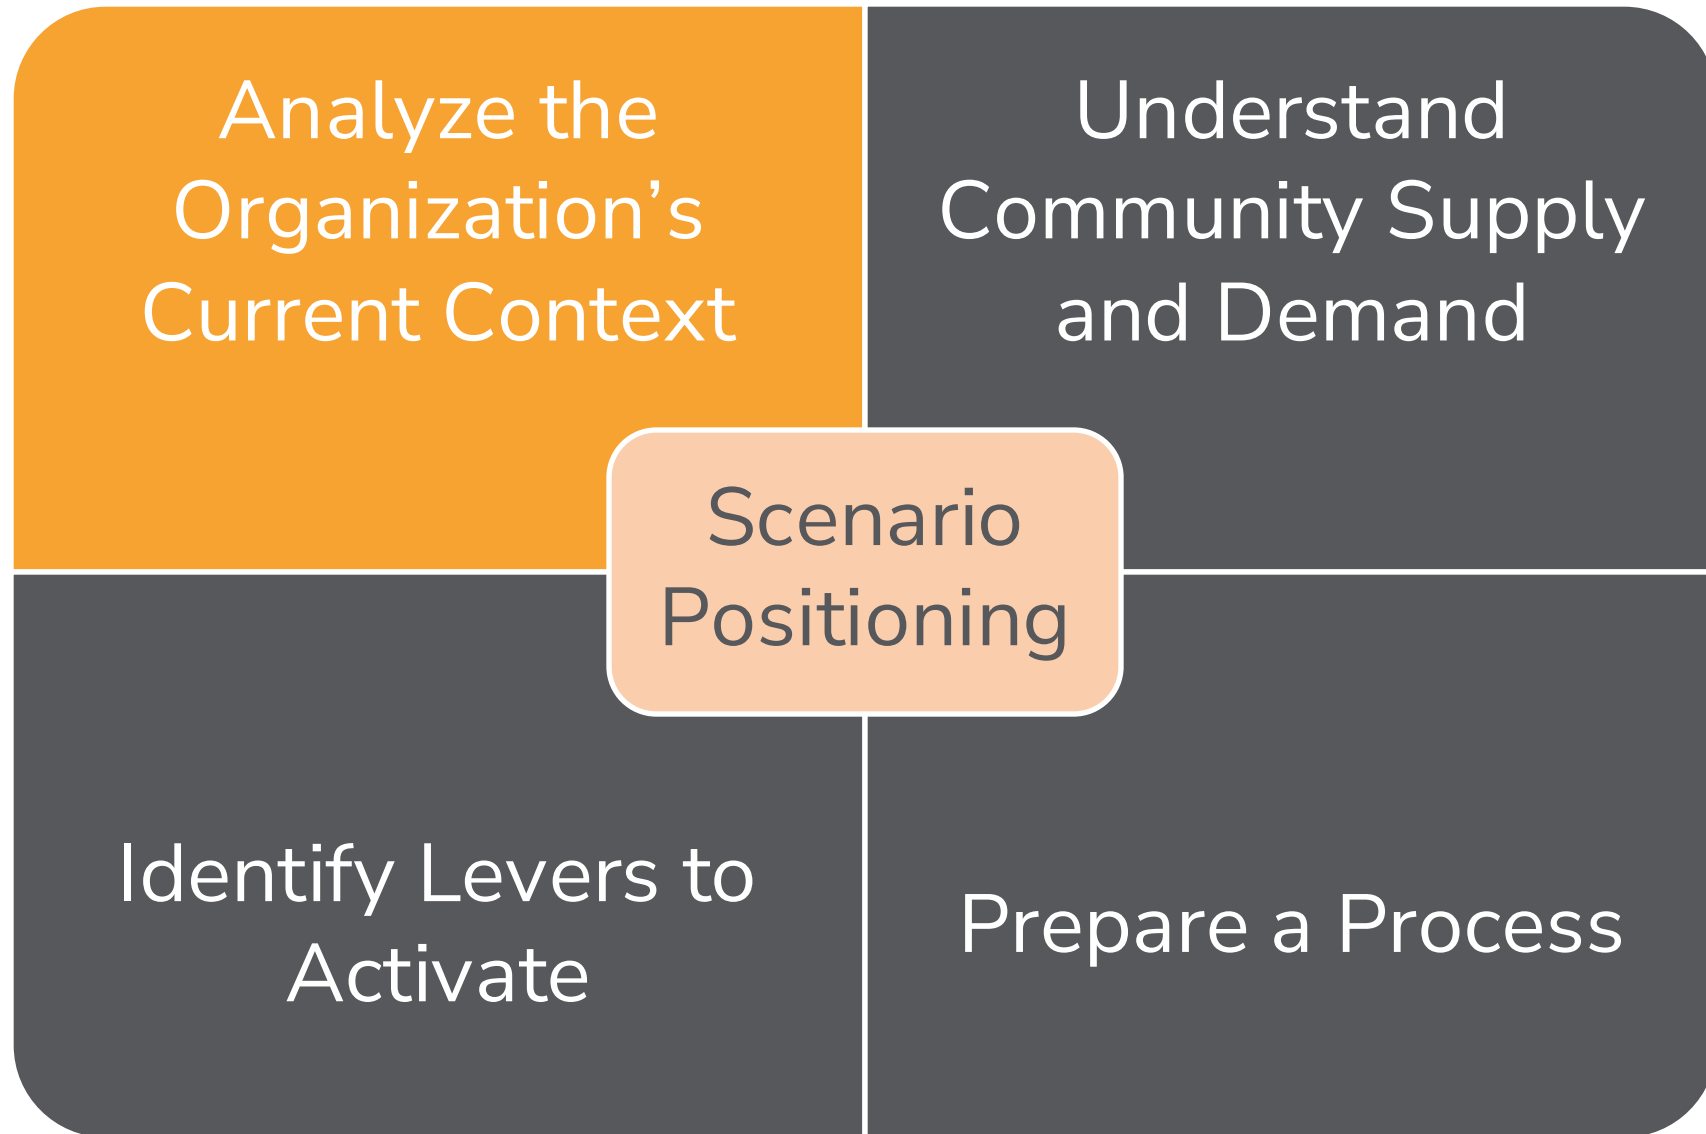 Analyze the
Organization’s
Current Context
Understand
Community Supply
and Demand
Scenario
Positioning
Identify Levers to
Activate
Prepare a Process